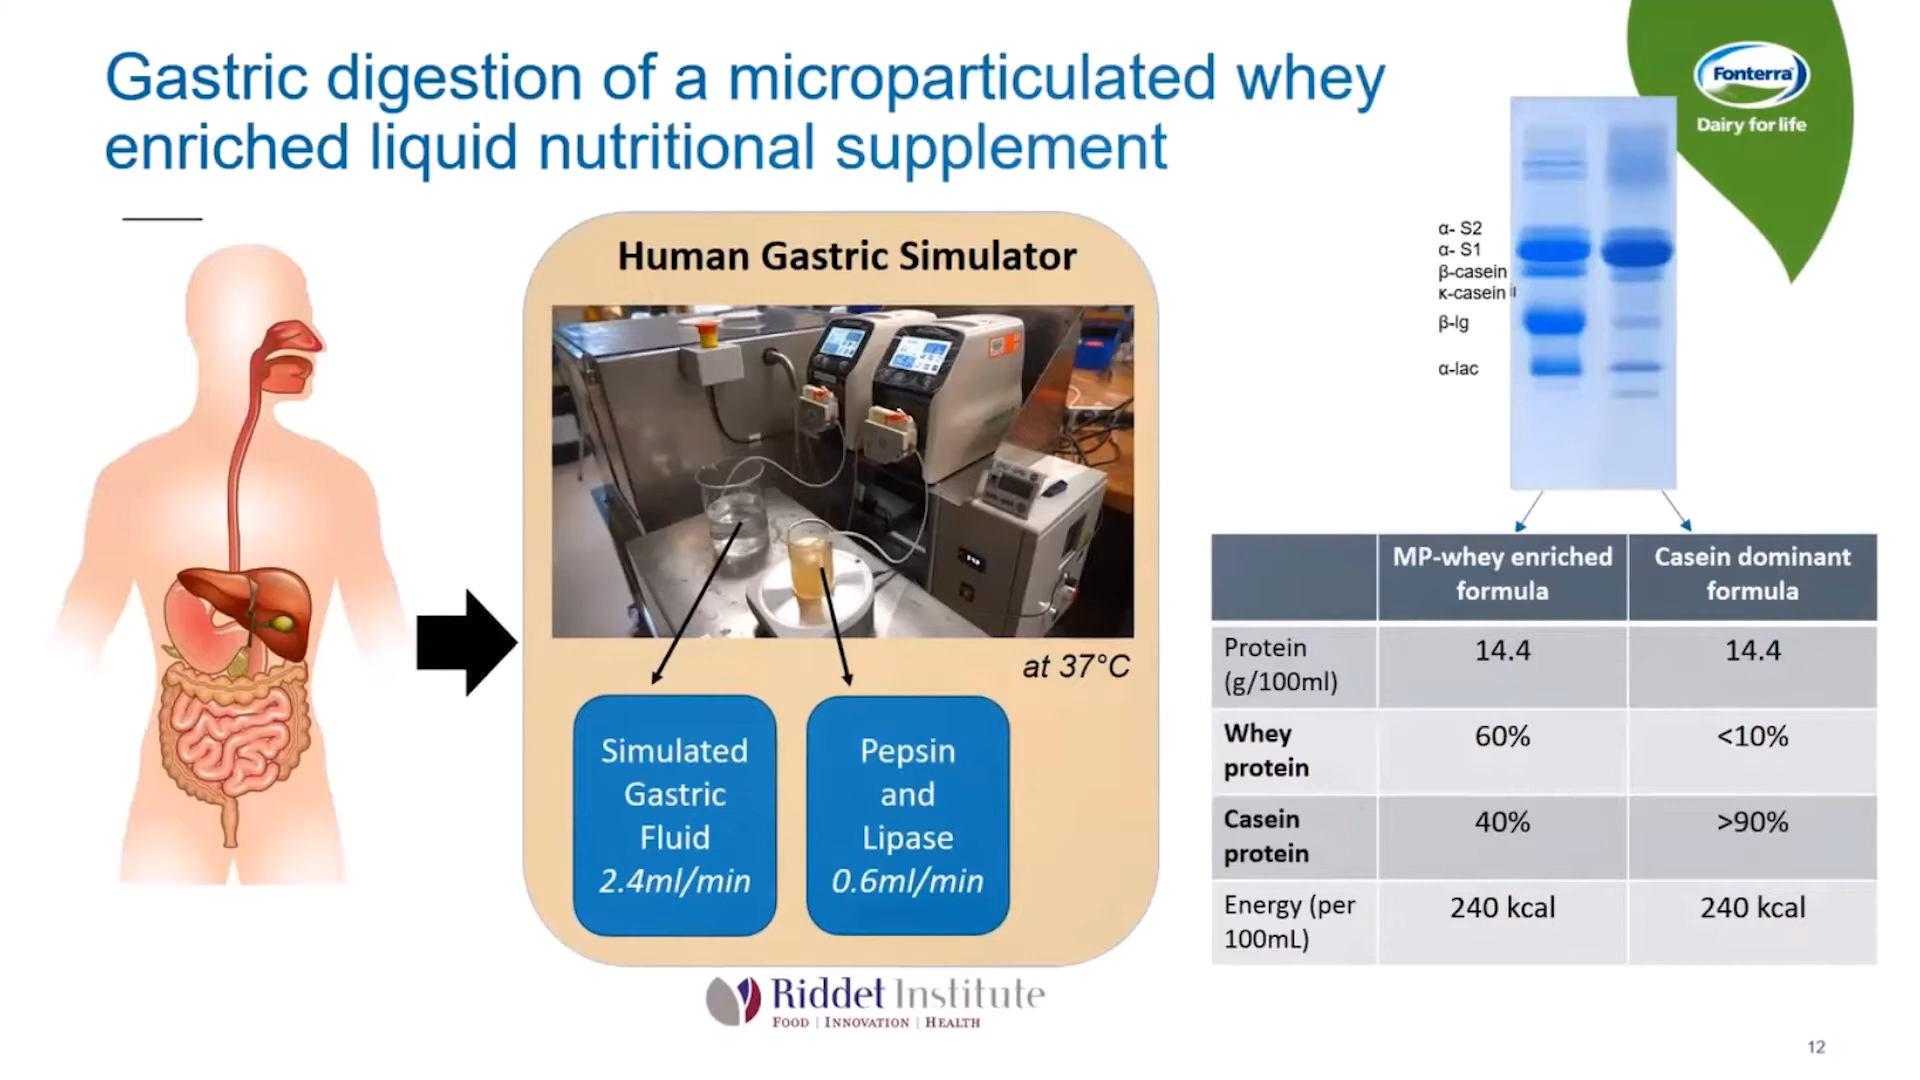 Gastric digestion of a microparticulated whey
enriched liquid nutritional supplement
Fonterra
Dairy for life
Human Gastric Simulator
at 37°C
Simulated
Gastric
Fluid
2.4ml/min
Pepsin
and
Lipase
0.6ml/min
Riddet Institute
FOOD | INNOVATION | HEALTH
α- S2
α- S1
β-casein
κ-casein
β-lg
α-lac
MP-whey enriched
formula
Casein dominant
formula
Protein
(g/100ml)
14.4
14.4
Whey
protein
60%
<10%
Casein
protein
40%
>90%
Energy (per
100mL)
240 kcal
240 kcal
12